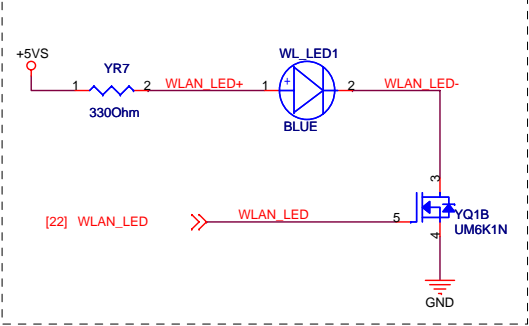 +5VS
YR7
WL_LED1
1
2
WLAN_LED+
1
+
2
WLAN_LED-
330Ohm
BLUE
3
[22] WLAN_LED
WLAN_LED
5
YQ1B
UM6K1N
4
GND